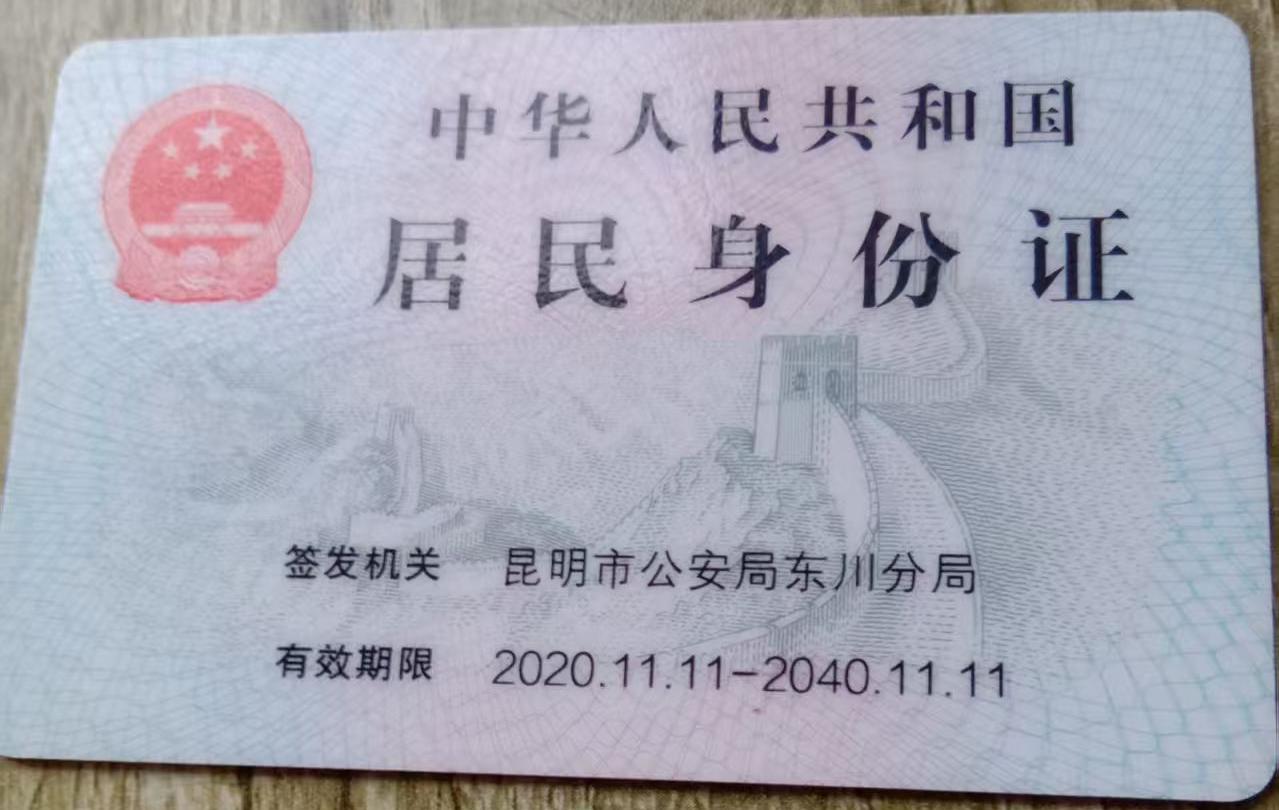 中华人民共和国
居民身份证
签发机关 昆明市公安局东川分局
有效期限 2020.11.11-2040.11.11